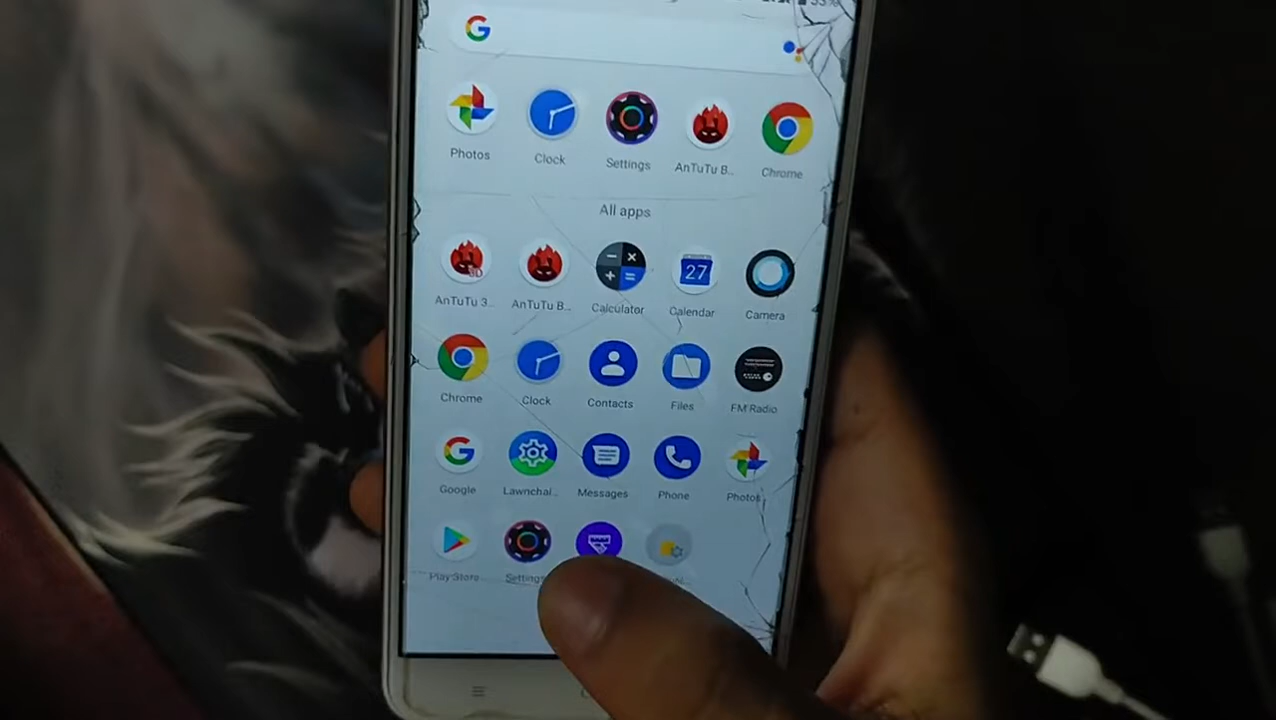 Photos Clock Settings AnTuTu B.. Chrome
All apps
AnTuTu 3.. AnTuTu B... Calculator Calendar Camera
27
Chrome Clock Contacts Files FM Radio
Google Lawnchai.. Messages Phone Photos
Play Store Settings